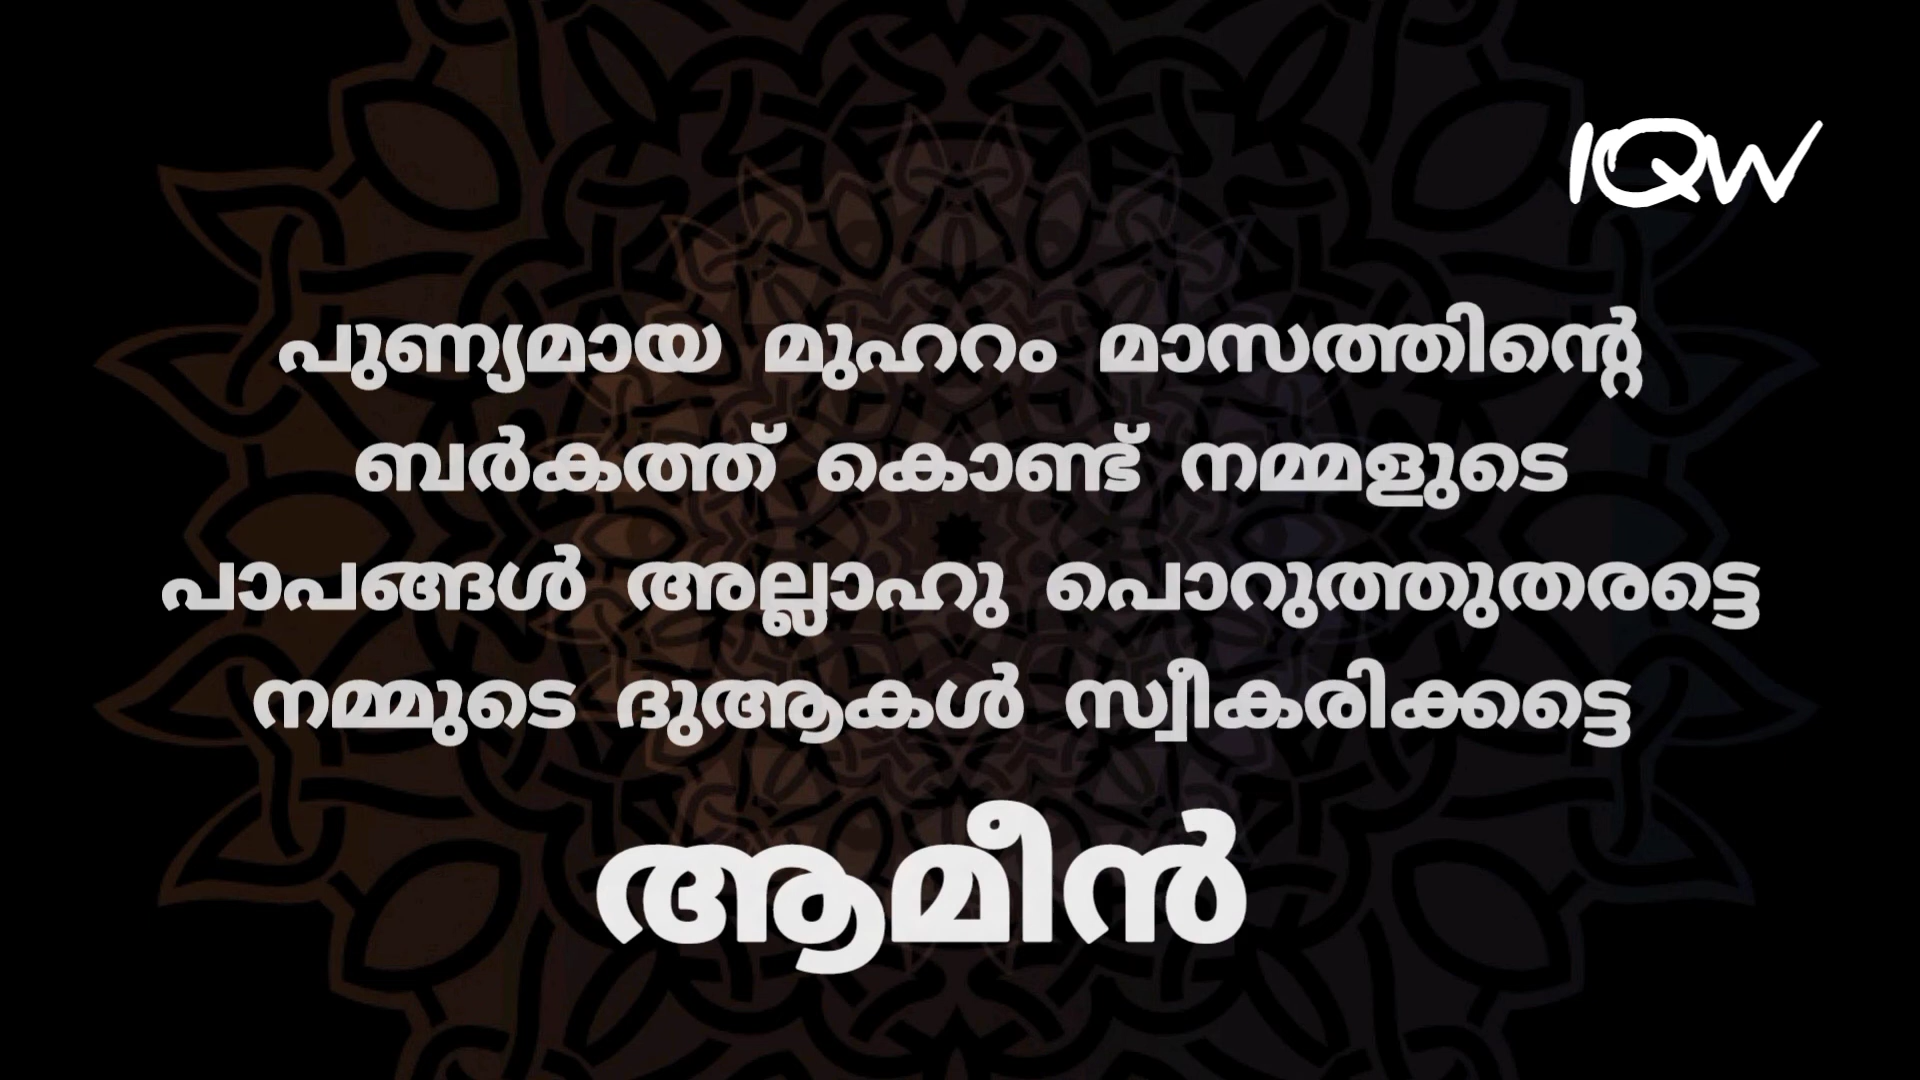 IQW
പുണ്യമായ മുഹറം മാസത്തിന്റെ
ബർകത്ത് കൊണ്ട് നമ്മളുടെ
പാപങ്ങൾ അല്ലാഹു പൊറുത്തുതരട്ടെ
നമ്മുടെ ദുആകൾ സ്വീകരിക്കട്ടെ
ആമീൻ